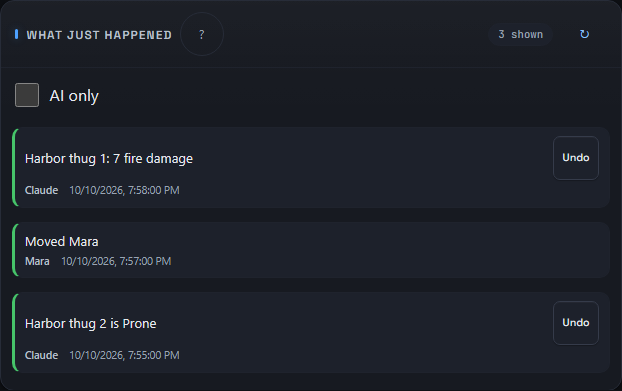 WHAT JUST HAPPENED ? 3 shown ↻
AI only
Harbor thug 1: 7 fire damage
Undo
Claude 10/10/2026, 7:58:00 PM
Moved Mara
Mara 10/10/2026, 7:57:00 PM
Harbor thug 2 is Prone
Undo
Claude 10/10/2026, 7:55:00 PM